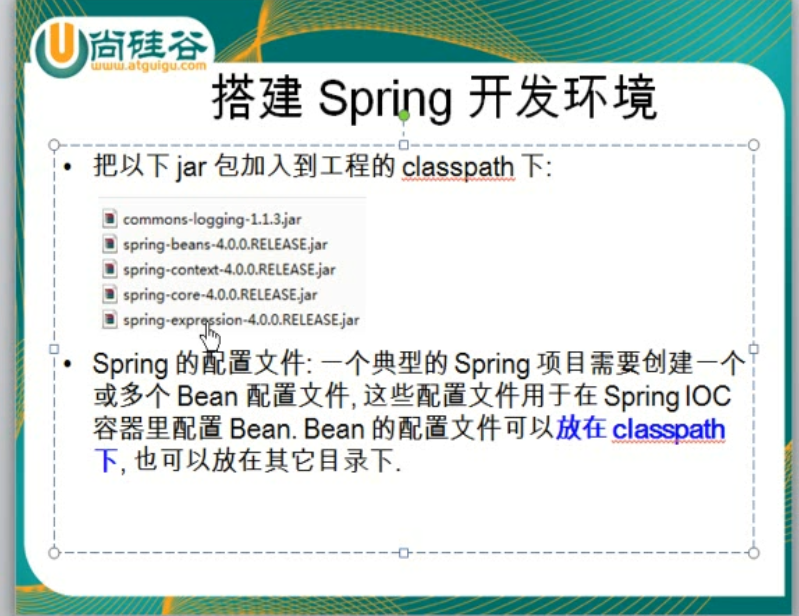 尚硅谷
www.atguigu.com
搭建 Spring 开发环境
• 把以下 jar 包加入到工程的 classpath 下:
commons-logging-1.1.3.jar
spring-beans-4.0.0.RELEASE.jar
spring-context-4.0.0.RELEASE.jar
spring-core-4.0.0.RELEASE.jar
spring-expression-4.0.0.RELEASE.jar
• Spring 的配置文件: 一个典型的 Spring 项目需要创建一个
或多个 Bean 配置文件, 这些配置文件用于在 Spring IOC
容器里配置 Bean. Bean 的配置文件可以放在 classpath
下, 也可以放在其它目录下.